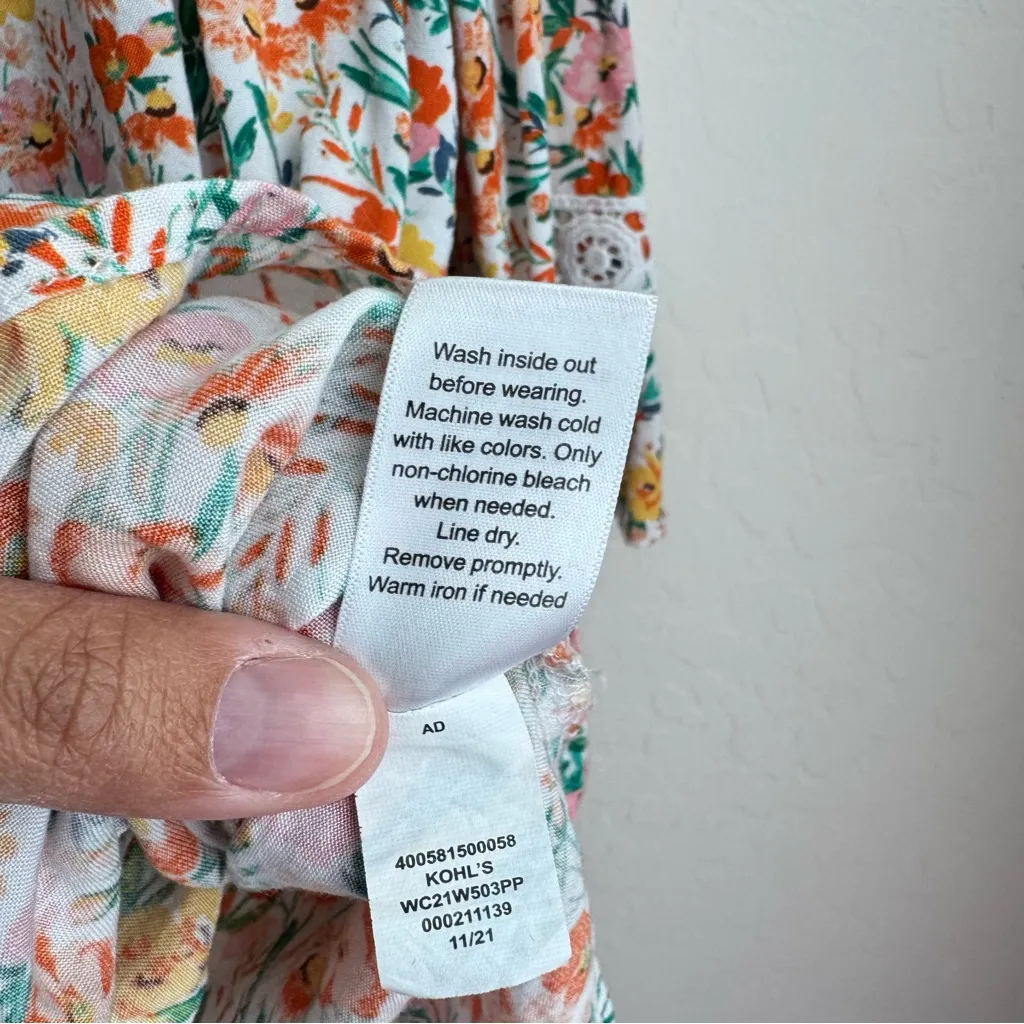 Wash inside out
before wearing.
Machine wash cold
with like colors. Only
non-chlorine bleach
when needed.
Line dry.
Remove promptly.
Warm iron if needed
AD
400581500058
KOHL'S
WC21W503PP
000211139
11/21